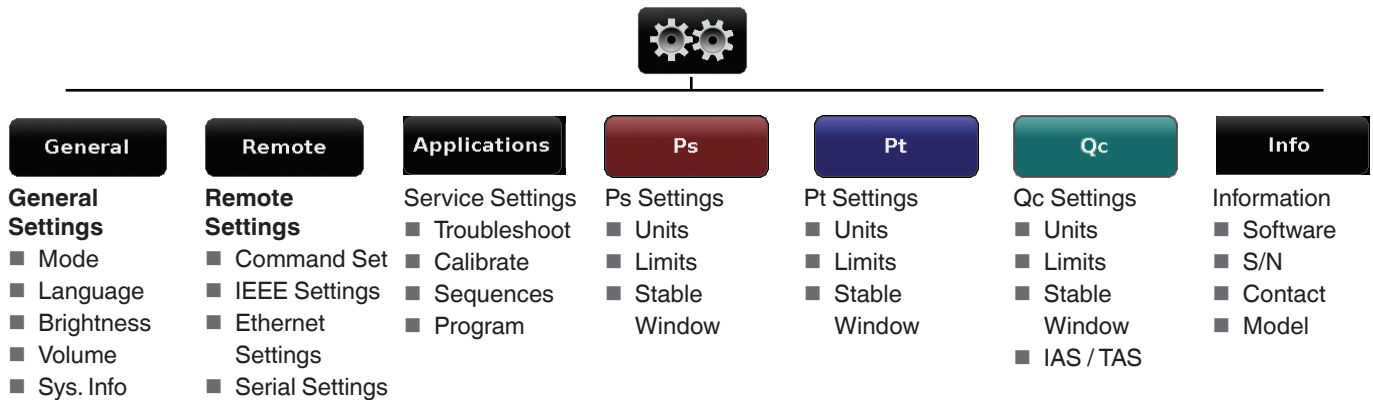 General
Remote
Applications
Ps
Pt
Qc
Info
General
Settings
■ Mode
■ Language
■ Brightness
■ Volume
■ Sys. Info
Remote
Settings
■ Command Set
■ IEEE Settings
■ Ethernet
Settings
■ Serial Settings
Service Settings
■ Troubleshoot
■ Calibrate
■ Sequences
■ Program
Ps Settings
■ Units
■ Limits
■ Stable
Window
Pt Settings
■ Units
■ Limits
■ Stable
Window
Qc Settings
■ Units
■ Limits
■ Stable
Window
■ IAS / TAS
Information
■ Software
■ S/N
■ Contact
■ Model